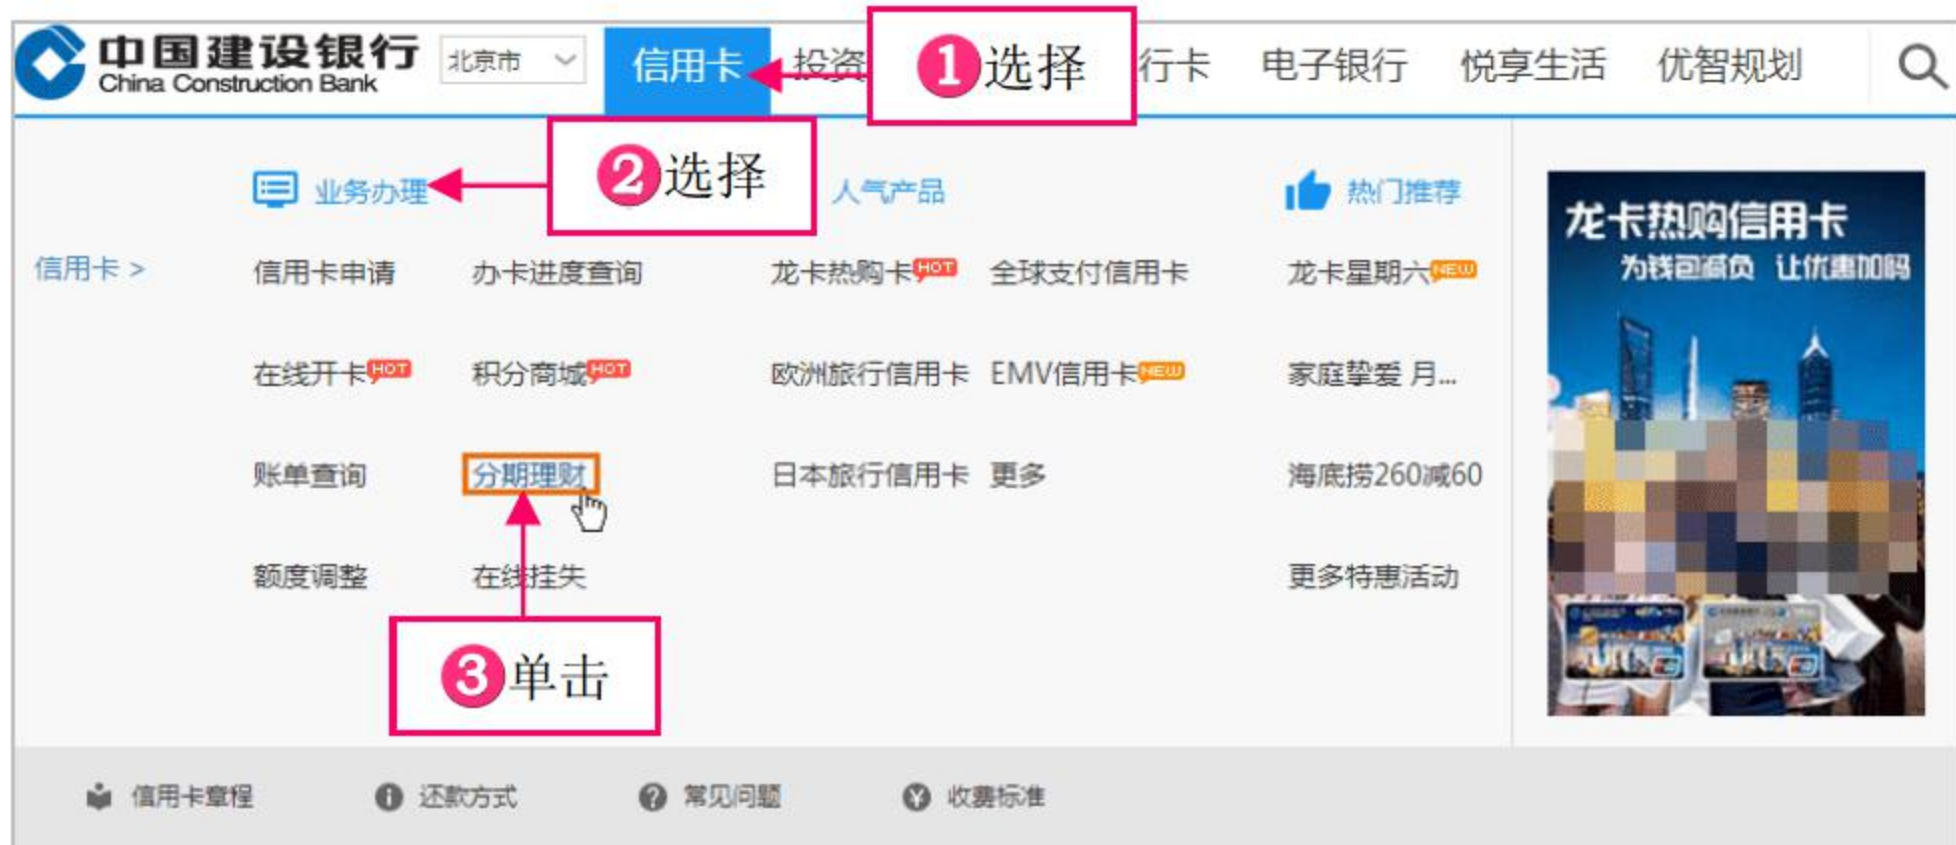 中国建设银行
China Construction Bank
北京市
信用卡
投资
1选择
行卡
电子银行
悦享生活
优智规划
2选择
业务办理
人气产品
热门推荐
信用卡 >
信用卡申请
办卡进度查询
龙卡热购卡HOT
全球支付信用卡
龙卡星期六NEW
在线开卡HOT
积分商城HOT
欧洲旅行信用卡
EMV信用卡NEW
家庭挚爱 月...
账单查询
分期理财
日本旅行信用卡
更多
海底捞260减60
额度调整
在线挂失
更多特惠活动
3单击
龙卡热购信用卡
为钱包减负 让优惠加码
信用卡章程
还款方式
常见问题
收费标准